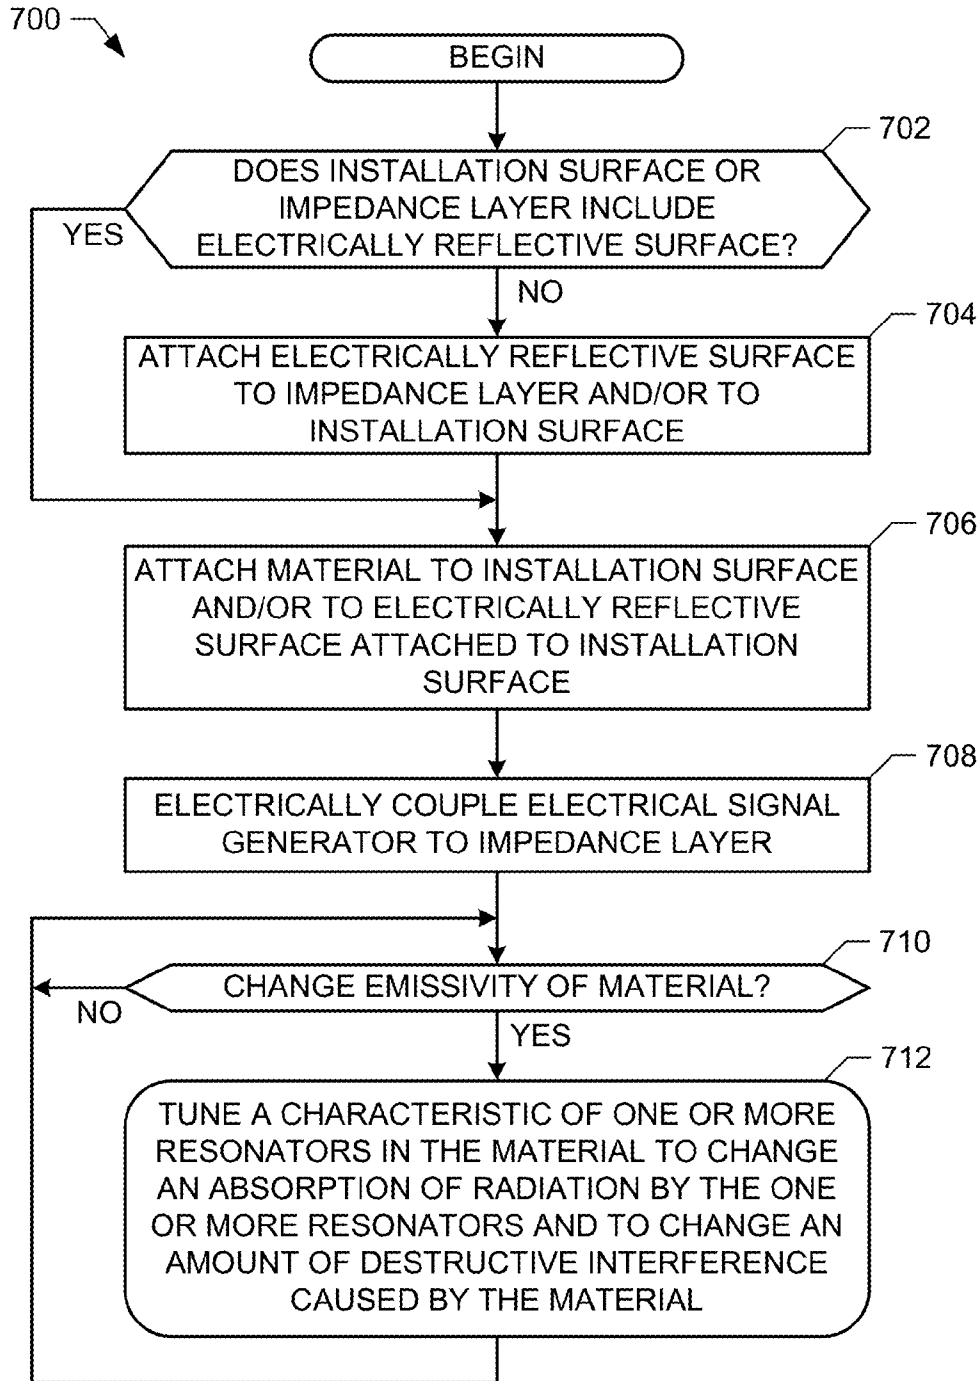 700
BEGIN
702
DOES INSTALLATION SURFACE OR
IMPEDANCE LAYER INCLUDE
ELECTRICALLY REFLECTIVE SURFACE?
YES
NO
704
ATTACH ELECTRICALLY REFLECTIVE SURFACE
TO IMPEDANCE LAYER AND/OR TO
INSTALLATION SURFACE
706
ATTACH MATERIAL TO INSTALLATION SURFACE
AND/OR TO ELECTRICALLY REFLECTIVE
SURFACE ATTACHED TO INSTALLATION
SURFACE
708
ELECTRICALLY COUPLE ELECTRICAL SIGNAL
GENERATOR TO IMPEDANCE LAYER
710
CHANGE EMISSIVITY OF MATERIAL?
NO
YES
712
TUNE A CHARACTERISTIC OF ONE OR MORE
RESONATORS IN THE MATERIAL TO CHANGE
AN ABSORPTION OF RADIATION BY THE ONE
OR MORE RESONATORS AND TO CHANGE AN
AMOUNT OF DESTRUCTIVE INTERFERENCE
CAUSED BY THE MATERIAL